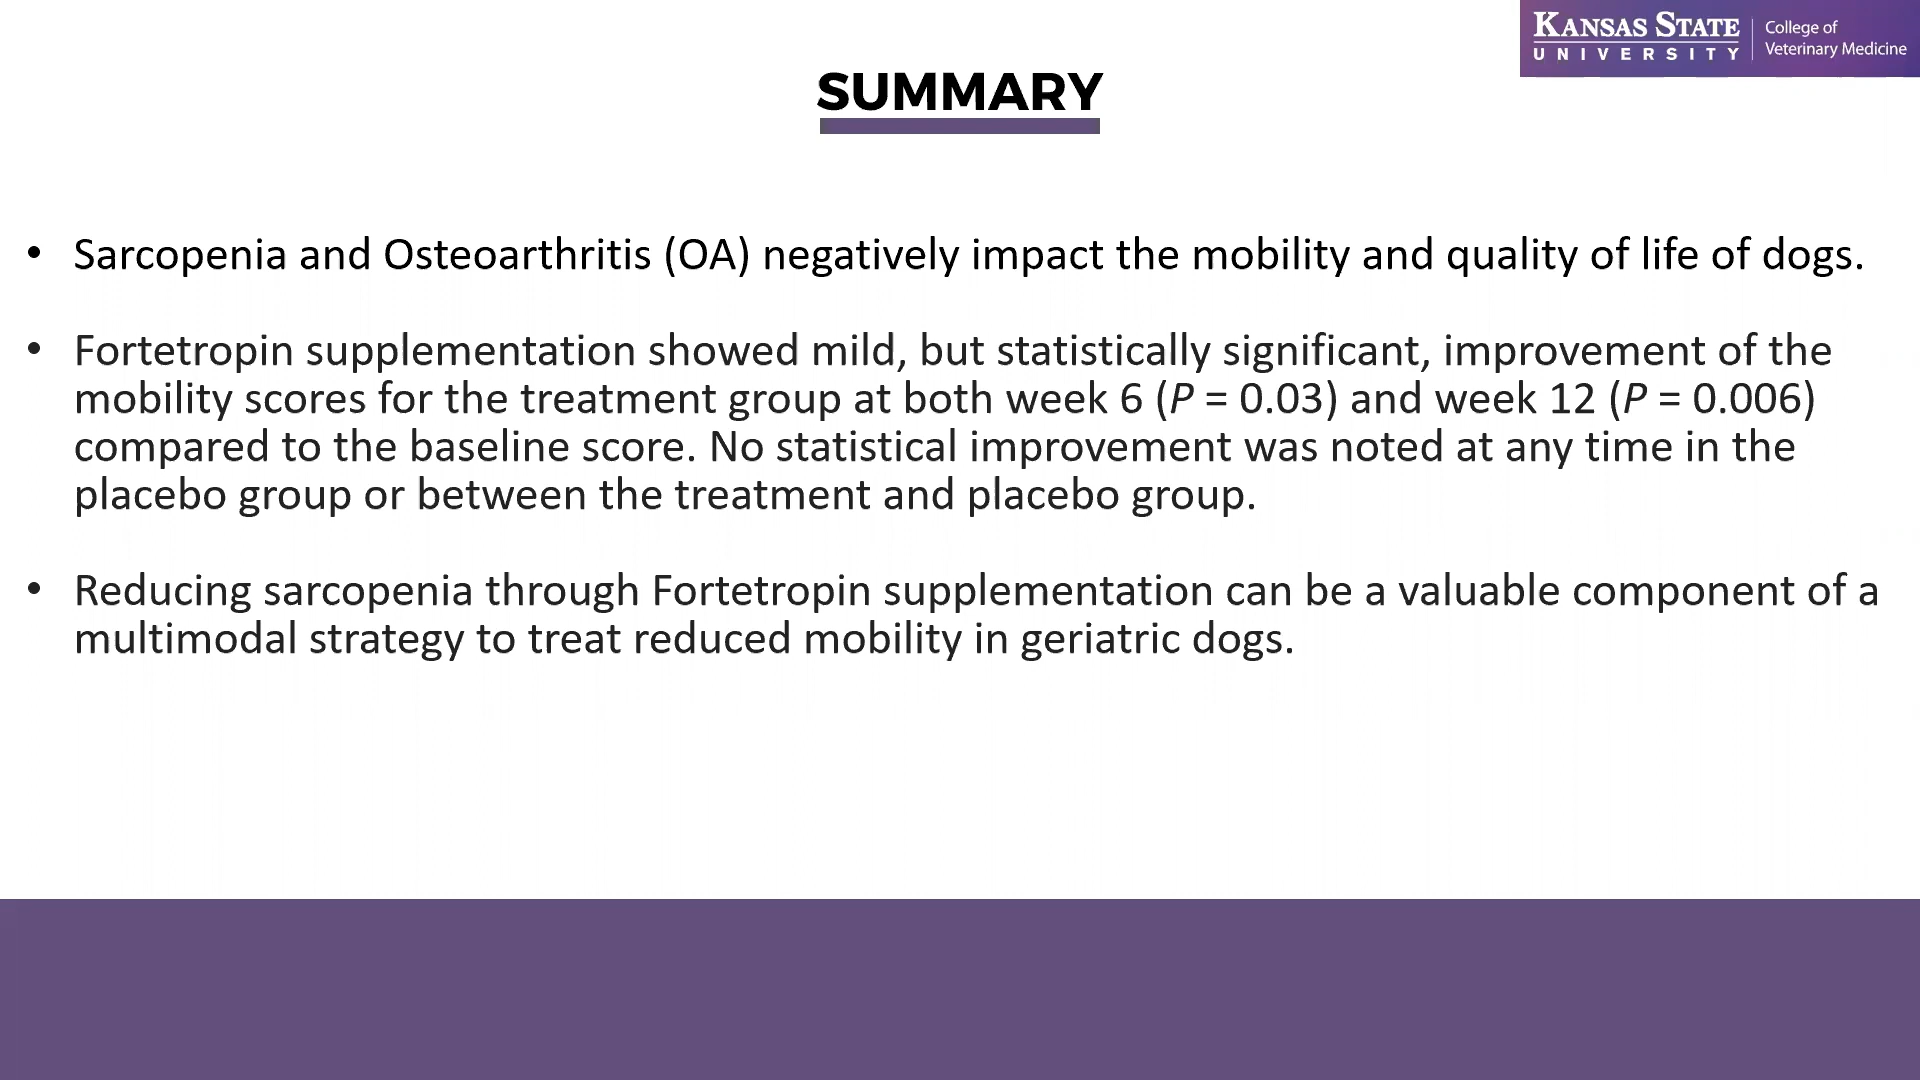 KANSAS STATE
UNIVERSITY
College of
Veterinary Medicine
SUMMARY
• Sarcopenia and Osteoarthritis (OA) negatively impact the mobility and quality of life of dogs.
• Fortetropin supplementation showed mild, but statistically significant, improvement of the
mobility scores for the treatment group at both week 6 (P = 0.03) and week 12 (P = 0.006)
compared to the baseline score. No statistical improvement was noted at any time in the
placebo group or between the treatment and placebo group.
• Reducing sarcopenia through Fortetropin supplementation can be a valuable component of a
multimodal strategy to treat reduced mobility in geriatric dogs.